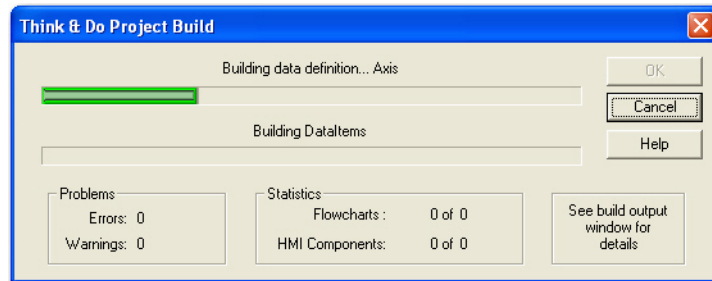 Think & Do Project Build
Building data definition... Axis
OK
Cancel
Building DataItems
Help
Problems
Errors: 0
Warnings: 0
Statistics
Flowcharts : 0 of 0
HMI Components: 0 of 0
See build output
window for
details